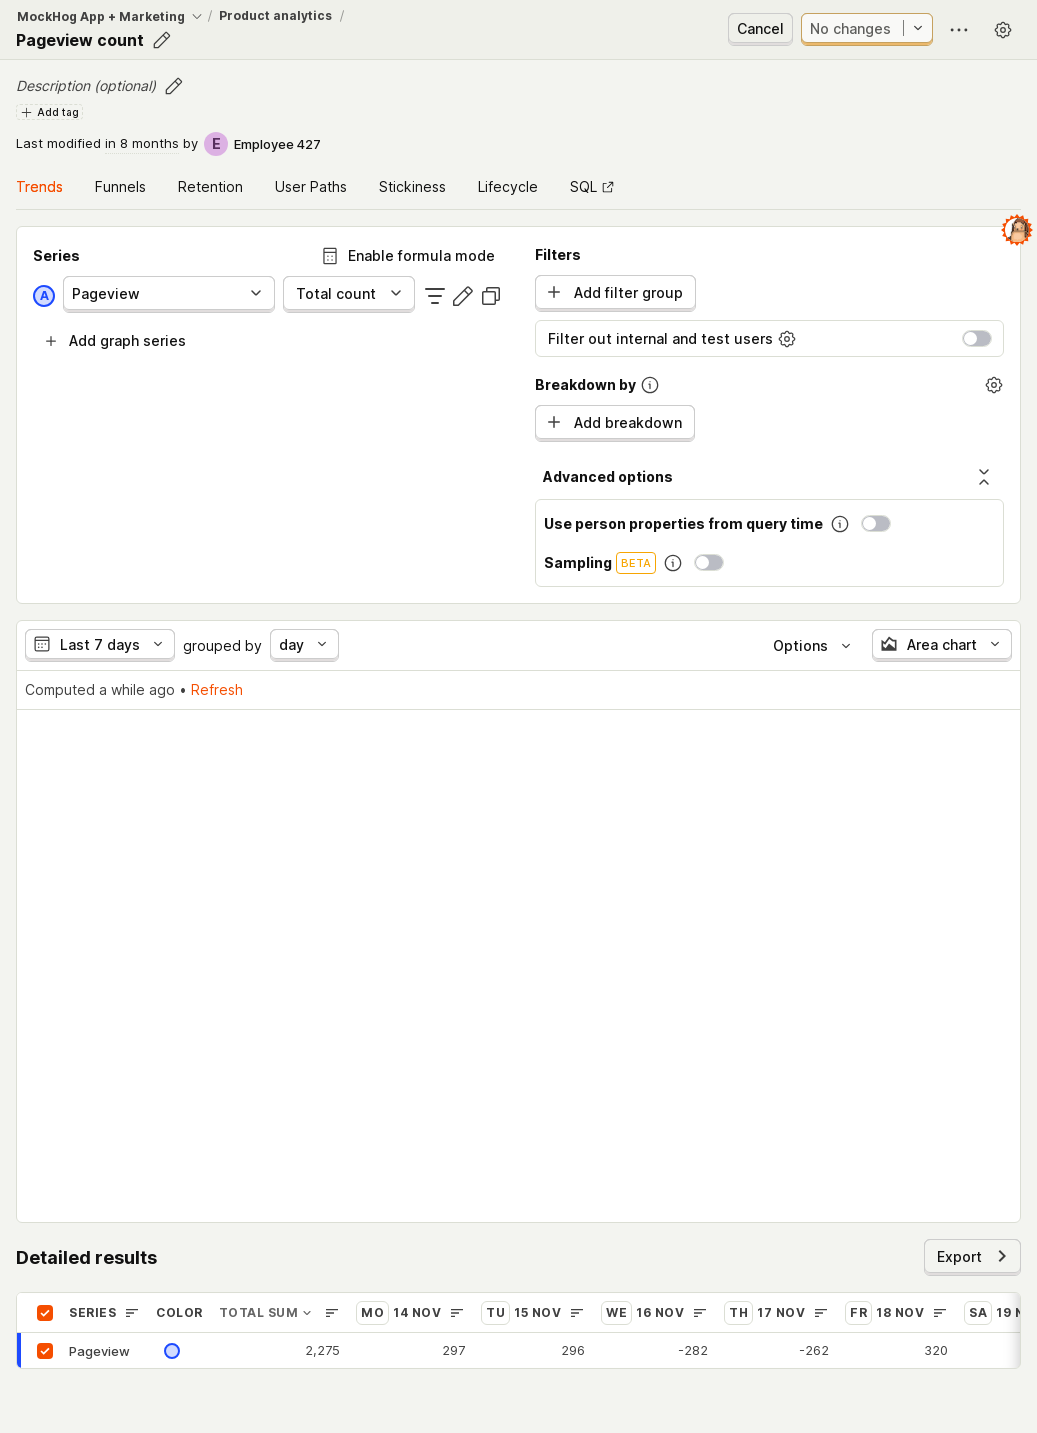 MockHog App + Marketing / Product analytics /
Pageview count
Cancel
No changes
Description (optional)
Add tag
Last modified in 8 months by E Employee 427
Trends Funnels Retention User Paths Stickiness Lifecycle SQL
Series
Enable formula mode
A Pageview Total count
Add graph series
Filters
Add filter group
Filter out internal and test users
Breakdown by
Add breakdown
Advanced options
Use person properties from query time
Sampling BETA
Last 7 days grouped by day
Options Area chart
Computed a while ago • Refresh
Detailed results
Export
SERIES COLOR TOTAL SUM MO 14 NOV TU 15 NOV WE 16 NOV TH 17 NOV FR 18 NOV SA 19 N
Pageview 2,275 297 296 -282 -262 320